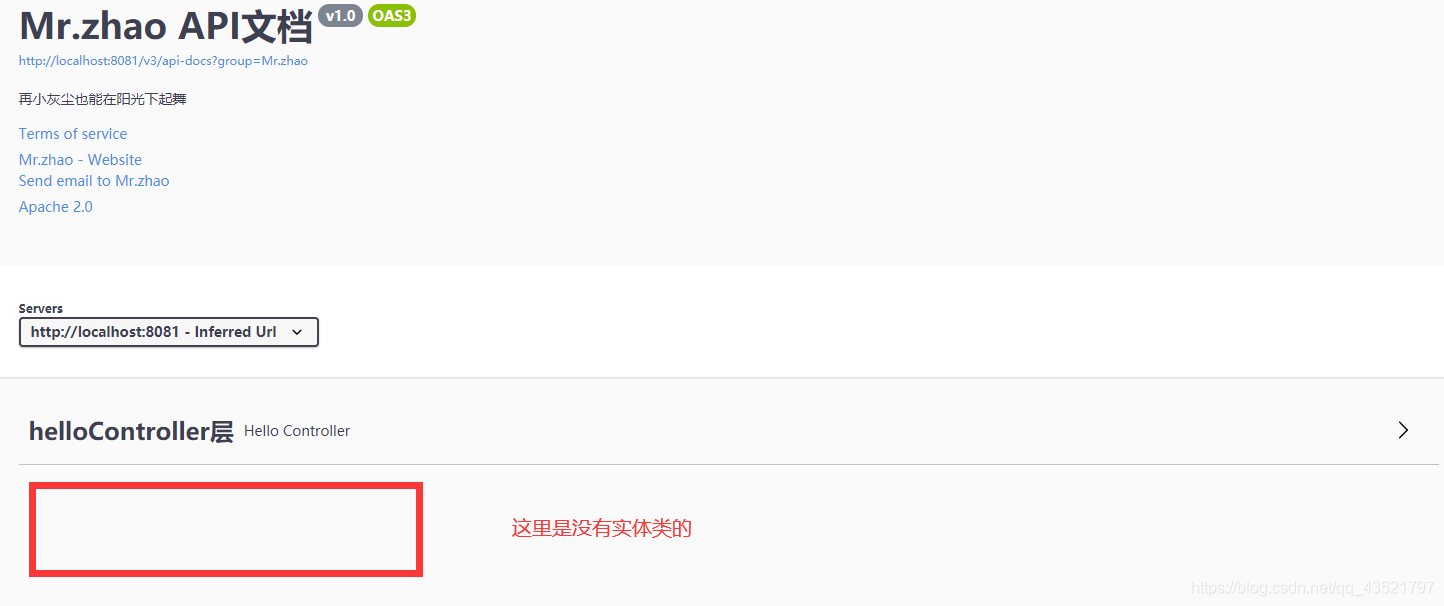 Mr.zhao API文档 v1.0 OAS3
http://localhost:8081/v3/api-docs?group=Mr.zhao
再小灰尘也能在阳光下起舞
Terms of service
Mr.zhao - Website
Send email to Mr.zhao
Apache 2.0
Servers
http://localhost:8081 - Inferred Url
helloController层 Hello Controller
这里是没有实体类的
https://blog.csdn.net/qq_43521797